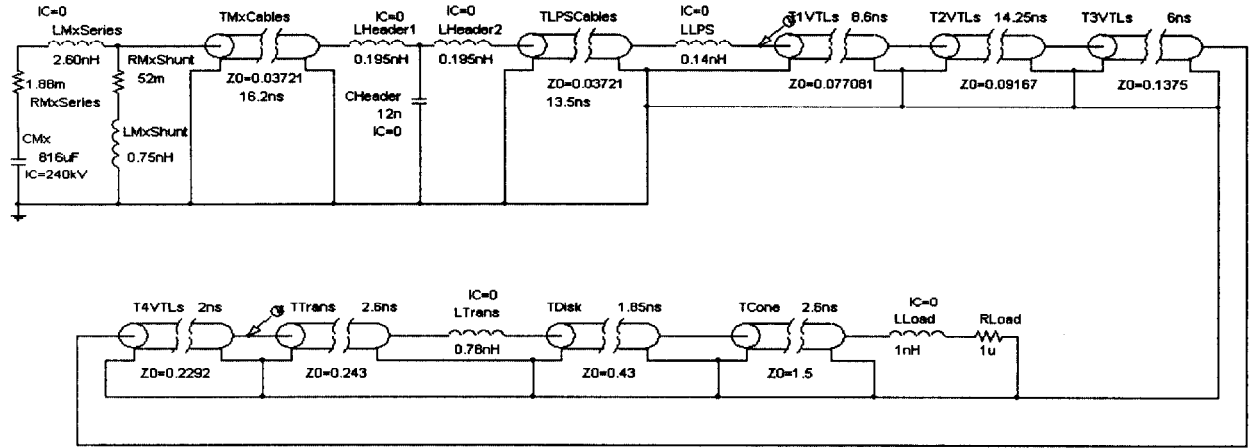 IC=0
LMxSeries
2.60nH
1.88m
RMxSeries
CMx
816uF
IC=240kV
RMxShunt
52m
LMxShunt
0.75nH
TMxCables
Z0=0.03721
16.2ns
IC=0
LHeader1
0.195nH
CHeader
12n
IC=0
IC=0
LHeader2
0.195nH
TLPSCables
Z0=0.03721
13.5ns
IC=0
LLPS
0.14nH
T1VTLs 8.6ns
Z0=0.077081
T2VTLs 14.25ns
Z0=0.09167
T3VTLs 6ns
Z0=0.1375
T4VTLs 2ns
Z0=0.2292
TTrans 2.6ns
Z0=0.243
IC=0
LTrans
0.78nH
TDisk 1.85ns
Z0=0.43
TCone 2.6ns
Z0=1.5
IC=0
LLoad
1nH
RLoad
1u